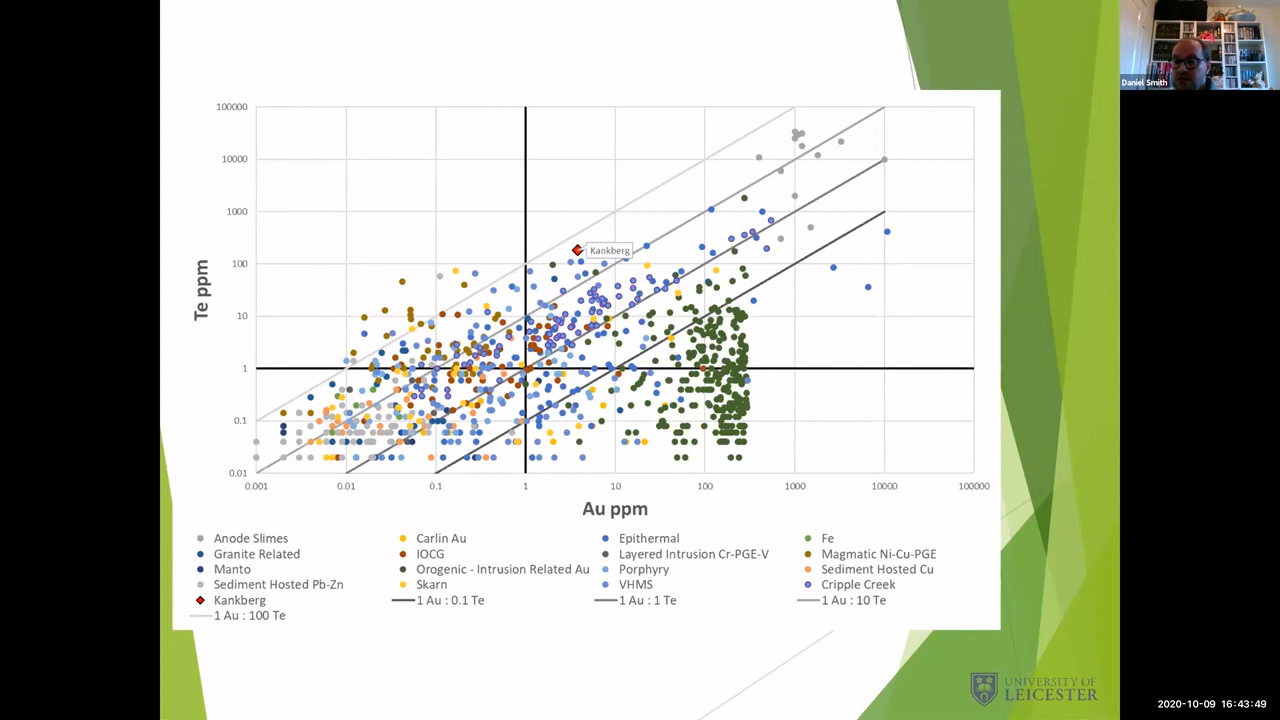 Daniel Smith
100000
10000
1000
100
10
1
0.1
0.01
Te ppm
Kankberg
0.001 0.01 0.1 1 10 100 1000 10000 100000
Au ppm
Anode Slimes Carlin Au Epithermal Fe
Granite Related IOCG Layered Intrusion Cr-PGE-V Magmatic Ni-Cu-PGE
Manto Orogenic - Intrusion Related Au Porphyry Sediment Hosted Cu
Sediment Hosted Pb-Zn Skarn VHMS Cripple Creek
Kankberg 1 Au : 0.1 Te 1 Au : 1 Te 1 Au : 10 Te
1 Au : 100 Te
UNIVERSITY OF
LEICESTER
2020-10-09 16:43:49